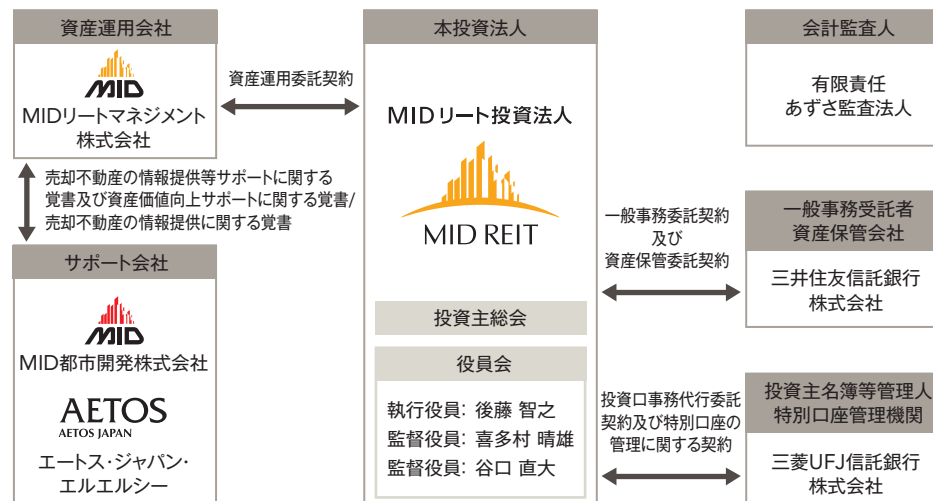 資産運用会社
MID
MIDリートマネジメント
株式会社
資産運用委託契約
売却不動産の情報提供等サポートに関する
覚書及び資産価値向上サポートに関する覚書/
売却不動産の情報提供に関する覚書
サポート会社
MID
MID都市開発株式会社
AETOS
AETOS JAPAN
エートス・ジャパン・
エルエルシー
本投資法人
MIDリート投資法人
MID REIT
投資主総会
役員会
執行役員: 後藤 智之
監督役員: 喜多村 晴雄
監督役員: 谷口 直大
会計監査人
有限責任
あずさ監査法人
一般事務委託契約
及び
資産保管委託契約
一般事務受託者
資産保管会社
三井住友信託銀行
株式会社
投資口事務代行委託
契約及び特別口座の
管理に関する契約
投資主名簿等管理人
特別口座管理機関
三菱UFJ信託銀行
株式会社